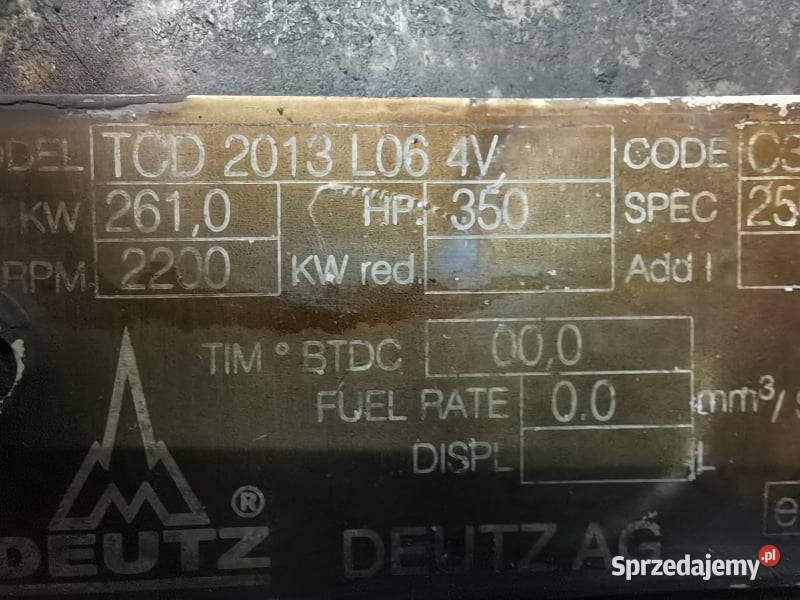 MODEL TCD 2013 L06 4V CODE C3
KW 261,0 HP 350 SPEC 25
RPM 2200 KW red. Add I
TIM ° BTDC 00,0
FUEL RATE 0.0 mm³/s
DISPL L
e
DEUTZ ® DEUTZ AG
Sprzedajemy.pl